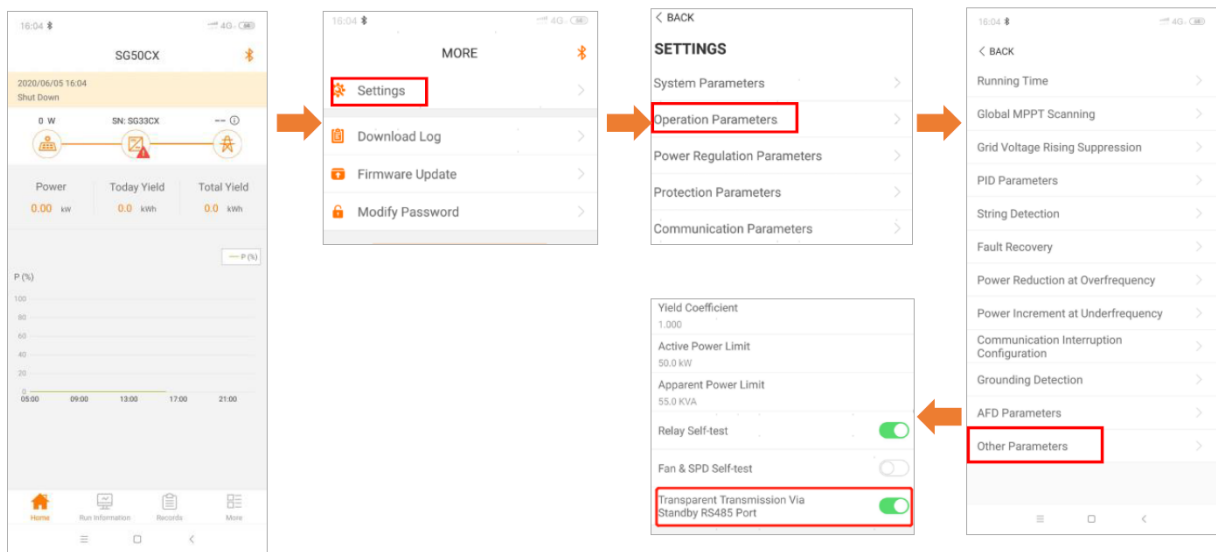 16:04
4G
SG50CX
2020/06/05 16:04
Shut Down
0 W
SN: SG33CX
--
Power
Today Yield
Total Yield
0.00 kW
0.0 kWh
0.0 kWh
P (%)
P (%)
100
80
60
40
20
0
05:00
09:00
13:00
17:00
21:00
Home
Run Information
Records
More
16:04
4G
MORE
Settings
Download Log
Firmware Update
Modify Password
< BACK
SETTINGS
System Parameters
Operation Parameters
Power Regulation Parameters
Protection Parameters
Communication Parameters
16:04
4G
< BACK
Running Time
Global MPPT Scanning
Grid Voltage Rising Suppression
PID Parameters
String Detection
Fault Recovery
Power Reduction at Overfrequency
Power Increment at Underfrequency
Communication Interruption
Configuration
Grounding Detection
AFD Parameters
Other Parameters
Yield Coefficient
1.000
Active Power Limit
50.0 kW
Apparent Power Limit
55.0 KVA
Relay Self-test
Fan & SPD Self-test
Transparent Transmission Via
Standby RS485 Port